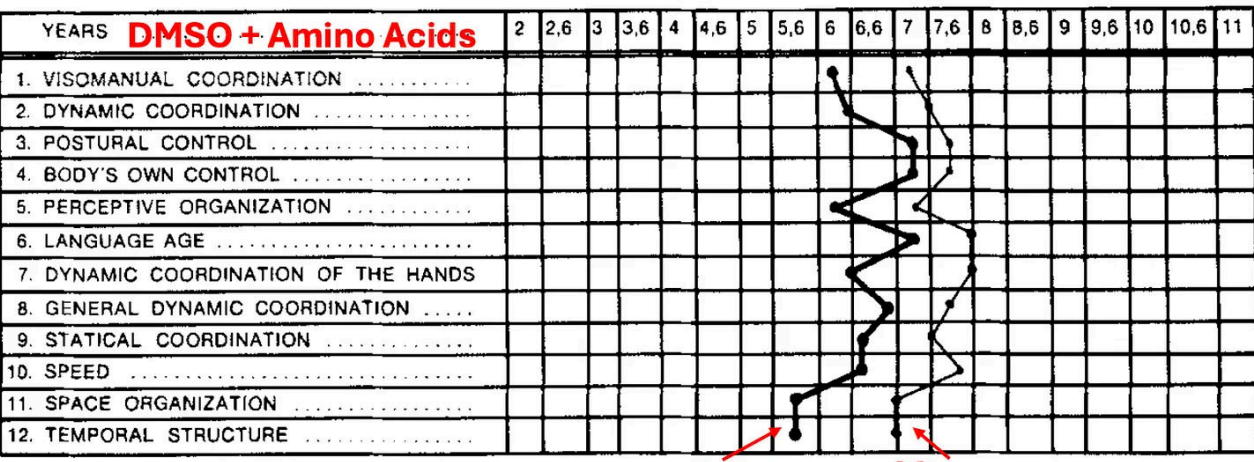 YEARS DMSO + Amino Acids 2 2,6 3 3,6 4 4,6 5 5,6 6 6,6 7 7,6 8 8,6 9 9,6 10 10,6 11
1. VISOMANUAL COORDINATION ............
2. DYNAMIC COORDINATION ................
3. POSTURAL CONTROL .....................
4. BODY'S OWN CONTROL ..................
5. PERCEPTIVE ORGANIZATION .............
6. LANGUAGE AGE .........................
7. DYNAMIC COORDINATION OF THE HANDS
8. GENERAL DYNAMIC COORDINATION .....
9. STATICAL COORDINATION ...............
10. SPEED .................................
11. SPACE ORGANIZATION ..................
12. TEMPORAL STRUCTURE .................